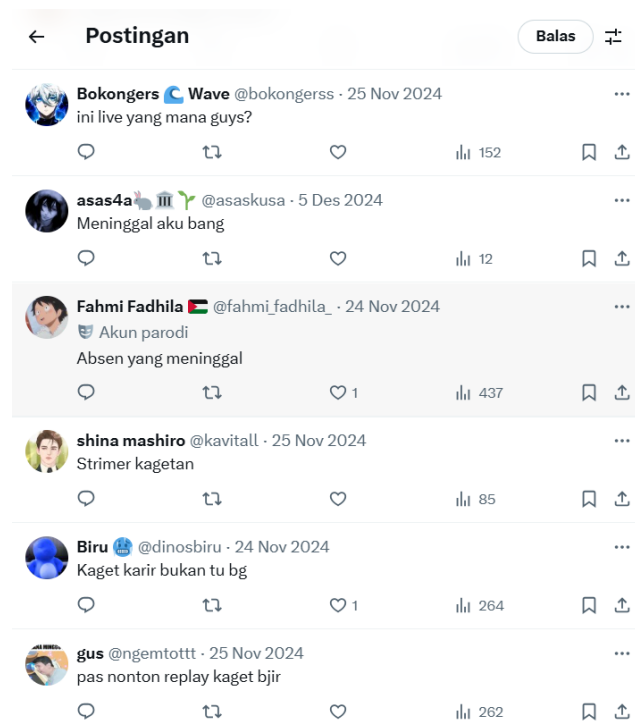 Postingan
Balas
Bokongers 🌊 Wave @bokongerss · 25 Nov 2024
ini live yang mana guys?
152
asas4a🐇🏛️🌱 @asaskusa · 5 Des 2024
Meninggal aku bang
12
Fahmi Fadhila 🇵🇸 @fahmi_fadhila_ · 24 Nov 2024
🎭 Akun parodi
Absen yang meninggal
1 437
shina mashiro @kavitall · 25 Nov 2024
Strimer kagetan
85
Biru 🥶 @dinosbiru · 24 Nov 2024
Kaget karir bukan tu bg
1 264
gus @ngemtottt · 25 Nov 2024
pas nonton replay kaget bjir
262